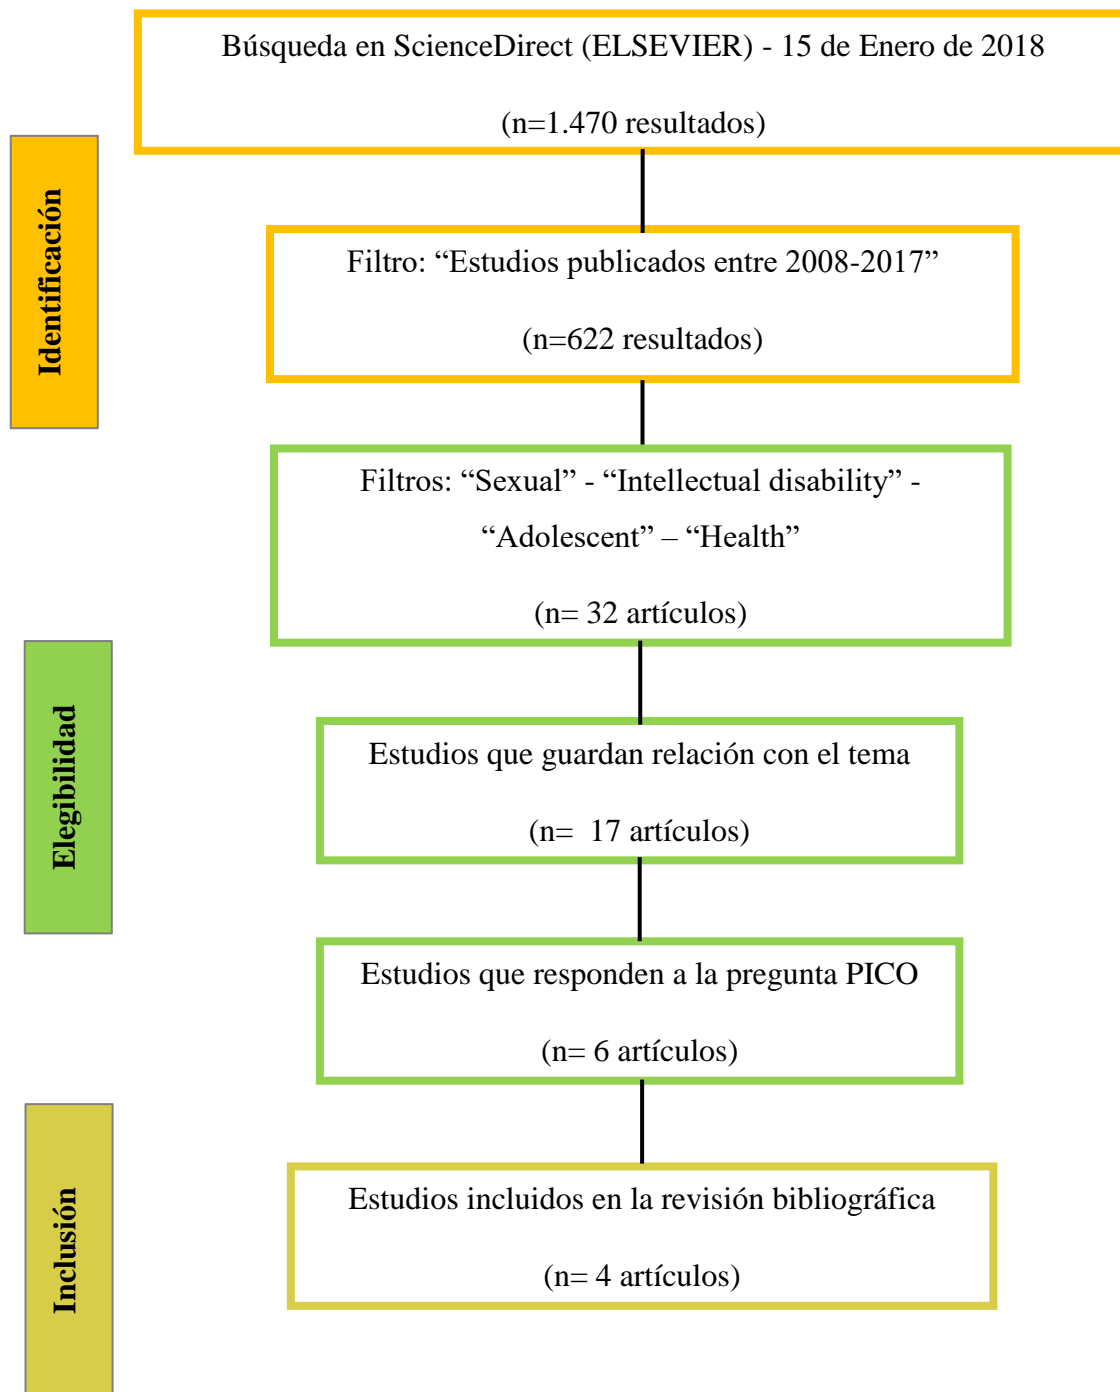 Búsqueda en ScienceDirect (ELSEVIER) - 15 de Enero de 2018
(n=1.470 resultados)
Identificación
Filtro: “Estudios publicados entre 2008-2017”
(n=622 resultados)
Filtros: “Sexual” - “Intellectual disability” -
“Adolescent” – “Health”
(n= 32 artículos)
Elegibilidad
Estudios que guardan relación con el tema
(n=  17 artículos)
Estudios que responden a la pregunta PICO
(n= 6 artículos)
Inclusión
Estudios incluidos en la revisión bibliográfica
(n= 4 artículos)